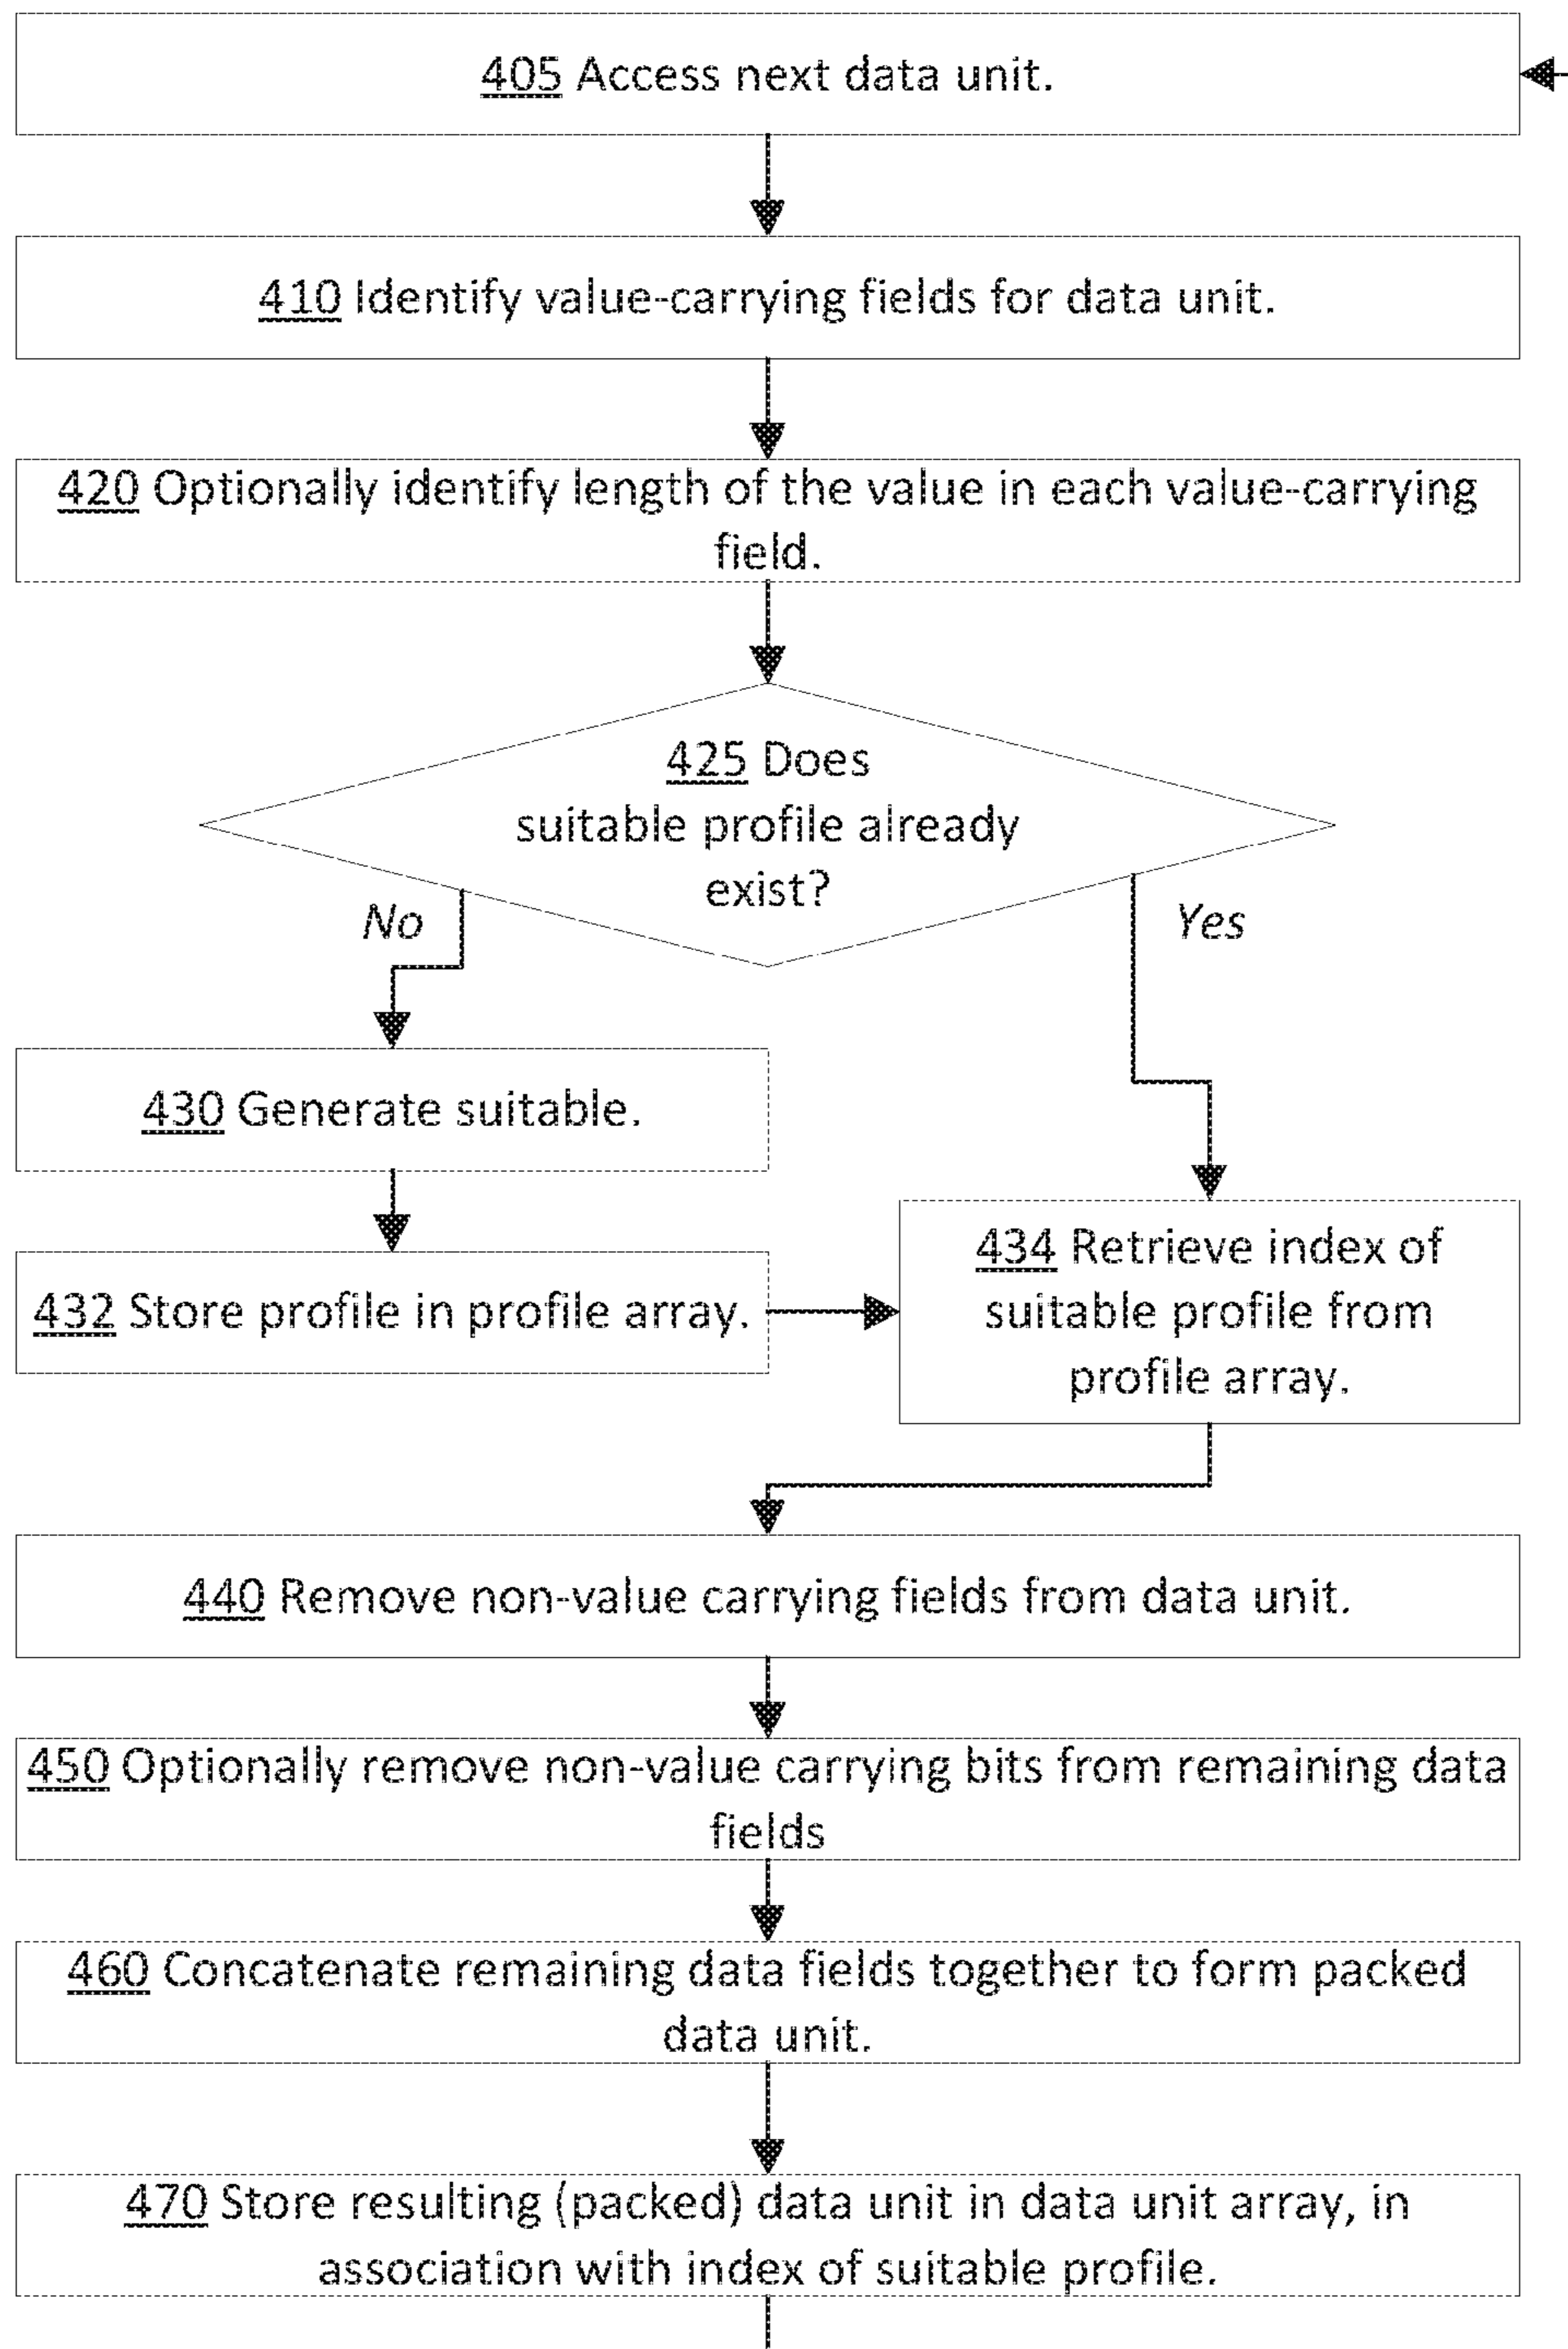 405 Access next data unit.
410 Identify value-carrying fields for data unit.
420 Optionally identify length of the value in each value-carrying
field.
425 Does
suitable profile already
exist?
No
Yes
430 Generate suitable.
432 Store profile in profile array.
434 Retrieve index of
suitable profile from
profile array.
440 Remove non-value carrying fields from data unit.
450 Optionally remove non-value carrying bits from remaining data
fields
460 Concatenate remaining data fields together to form packed
data unit.
470 Store resulting (packed) data unit in data unit array, in
association with index of suitable profile.